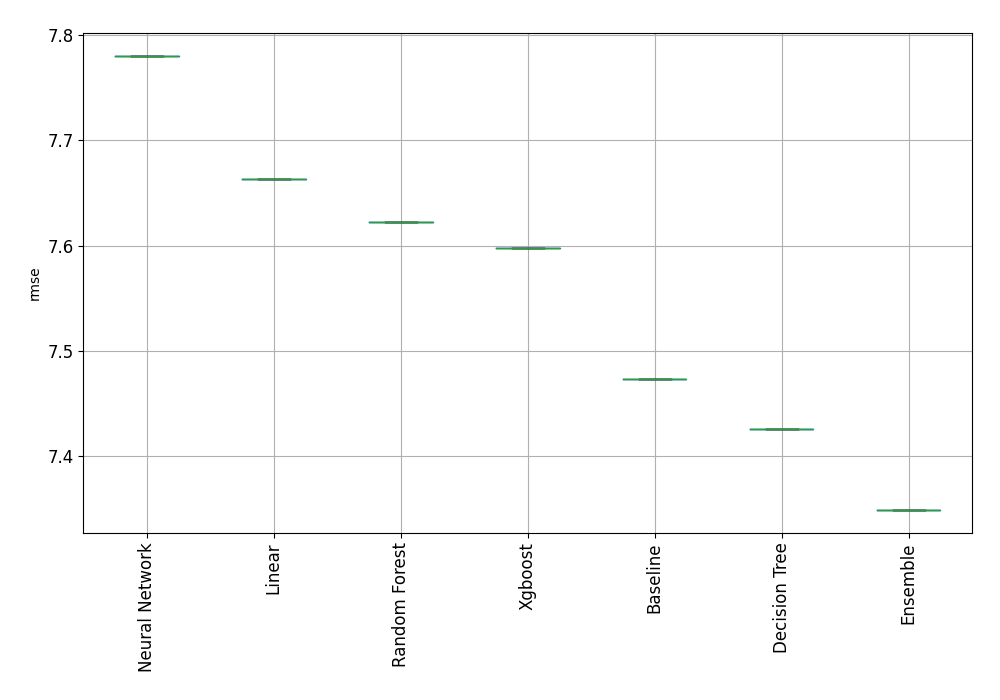 7.8
7.7
7.6
7.5
7.4
rmse
Neural Network
Linear
Random Forest
Xgboost
Baseline
Decision Tree
Ensemble